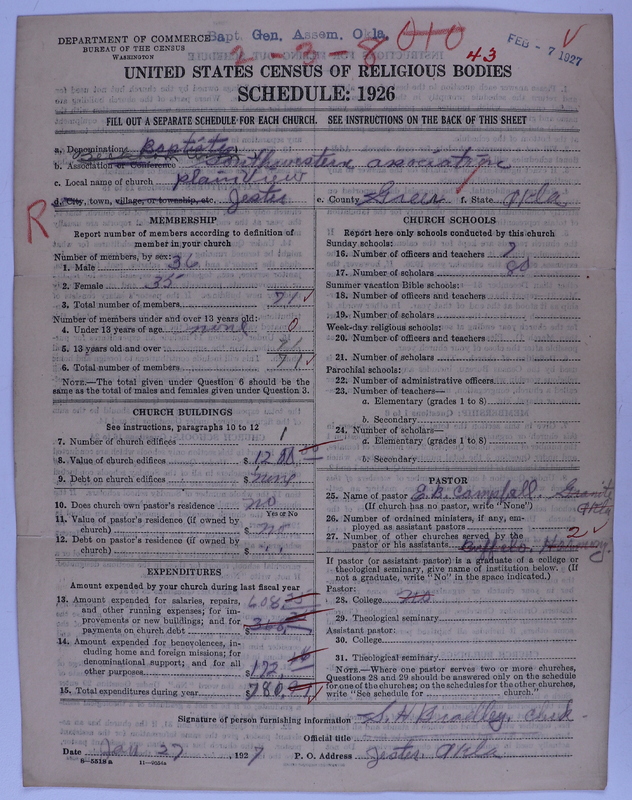 DEPARTMENT OF COMMERCE Bapt. Gen. Assem. Okla.
BUREAU OF THE CENSUS
WASHINGTON
2-3-8 010 43 FEB - 7 1927
UNITED STATES CENSUS OF RELIGIOUS BODIES
SCHEDULE: 1926
FILL OUT A SEPARATE SCHEDULE FOR EACH CHURCH. SEE INSTRUCTIONS ON THE BACK OF THIS SHEET
a. Denomination Baptist
b. Association or Conference Southwestern association
c. Local name of church plainview
d. City, town, village, or township, etc. Jester e. County Greer f. State Okla
R
MEMBERSHIP
Report number of members according to definition of
member in your church
Number of members, by sex:
1. Male 36
2. Female 35
3. Total number of members 71
Number of members under and over 13 years old:
4. Under 13 years of age none 0
5. 13 years old and over 71
6. Total number of members 71
NOTE.—The total given under Question 6 should be the
same as the total of males and females given under Question 3.
CHURCH BUILDINGS
See instructions, paragraphs 10 to 12
7. Number of church edifices 1
8. Value of church edifices $ 1200
9. Debt on church edifices $ none
10. Does church own pastor's residence no
Yes or No
11. Value of pastor's residence (if owned by
church) $ no
12. Debt on pastor's residence (if owned by
church) $ " "
EXPENDITURES
Amount expended by your church during last fiscal year
13. Amount expended for salaries, repairs,
and other running expenses; for im-
provements or new buildings; and for
payments on church debt $ 608
14. Amount expended for benevolences, in-
cluding home and foreign missions; for
denominational support; and for all
other purposes $ 172
15. Total expenditures during year $ 780
CHURCH SCHOOLS
Report here only schools conducted by this church
Sunday schools:
16. Number of officers and teachers 7
17. Number of scholars 80
Summer vacation Bible schools:
18. Number of officers and teachers
19. Number of scholars
Week-day religious schools:
20. Number of officers and teachers
21. Number of scholars
Parochial schools:
22. Number of administrative officers
23. Number of teachers—
a. Elementary (grades 1 to 8)
b. Secondary
24. Number of scholars—
a. Elementary (grades 1 to 8)
b. Secondary
PASTOR
25. Name of pastor E. B. Campfall. Granite
(If church has no pastor, write "None") Okla
26. Number of ordained ministers, if any, em-
ployed as assistant pastors
27. Number of other churches served by the 2
pastor or his assistants Buffalo, Harmony.
If pastor (or assistant pastor) is a graduate of a college or
theological seminary, give name of institution below. (If
not a graduate, write "No" in the space indicated.)
Pastor:
28. College no
29. Theological seminary
Assistant pastor:
30. College
31. Theological seminary
NOTE.—Where one pastor serves two or more churches,
Questions 28 and 29 should be answered only on the schedule
for one of the churches; on the schedules for the other churches,
write "See schedule for church."
Signature of person furnishing information S. H. Bradley, Clerk
Official title
Date Jan 27, 1927 P. O. Address Jester Okla
8-5518a 11-9054a